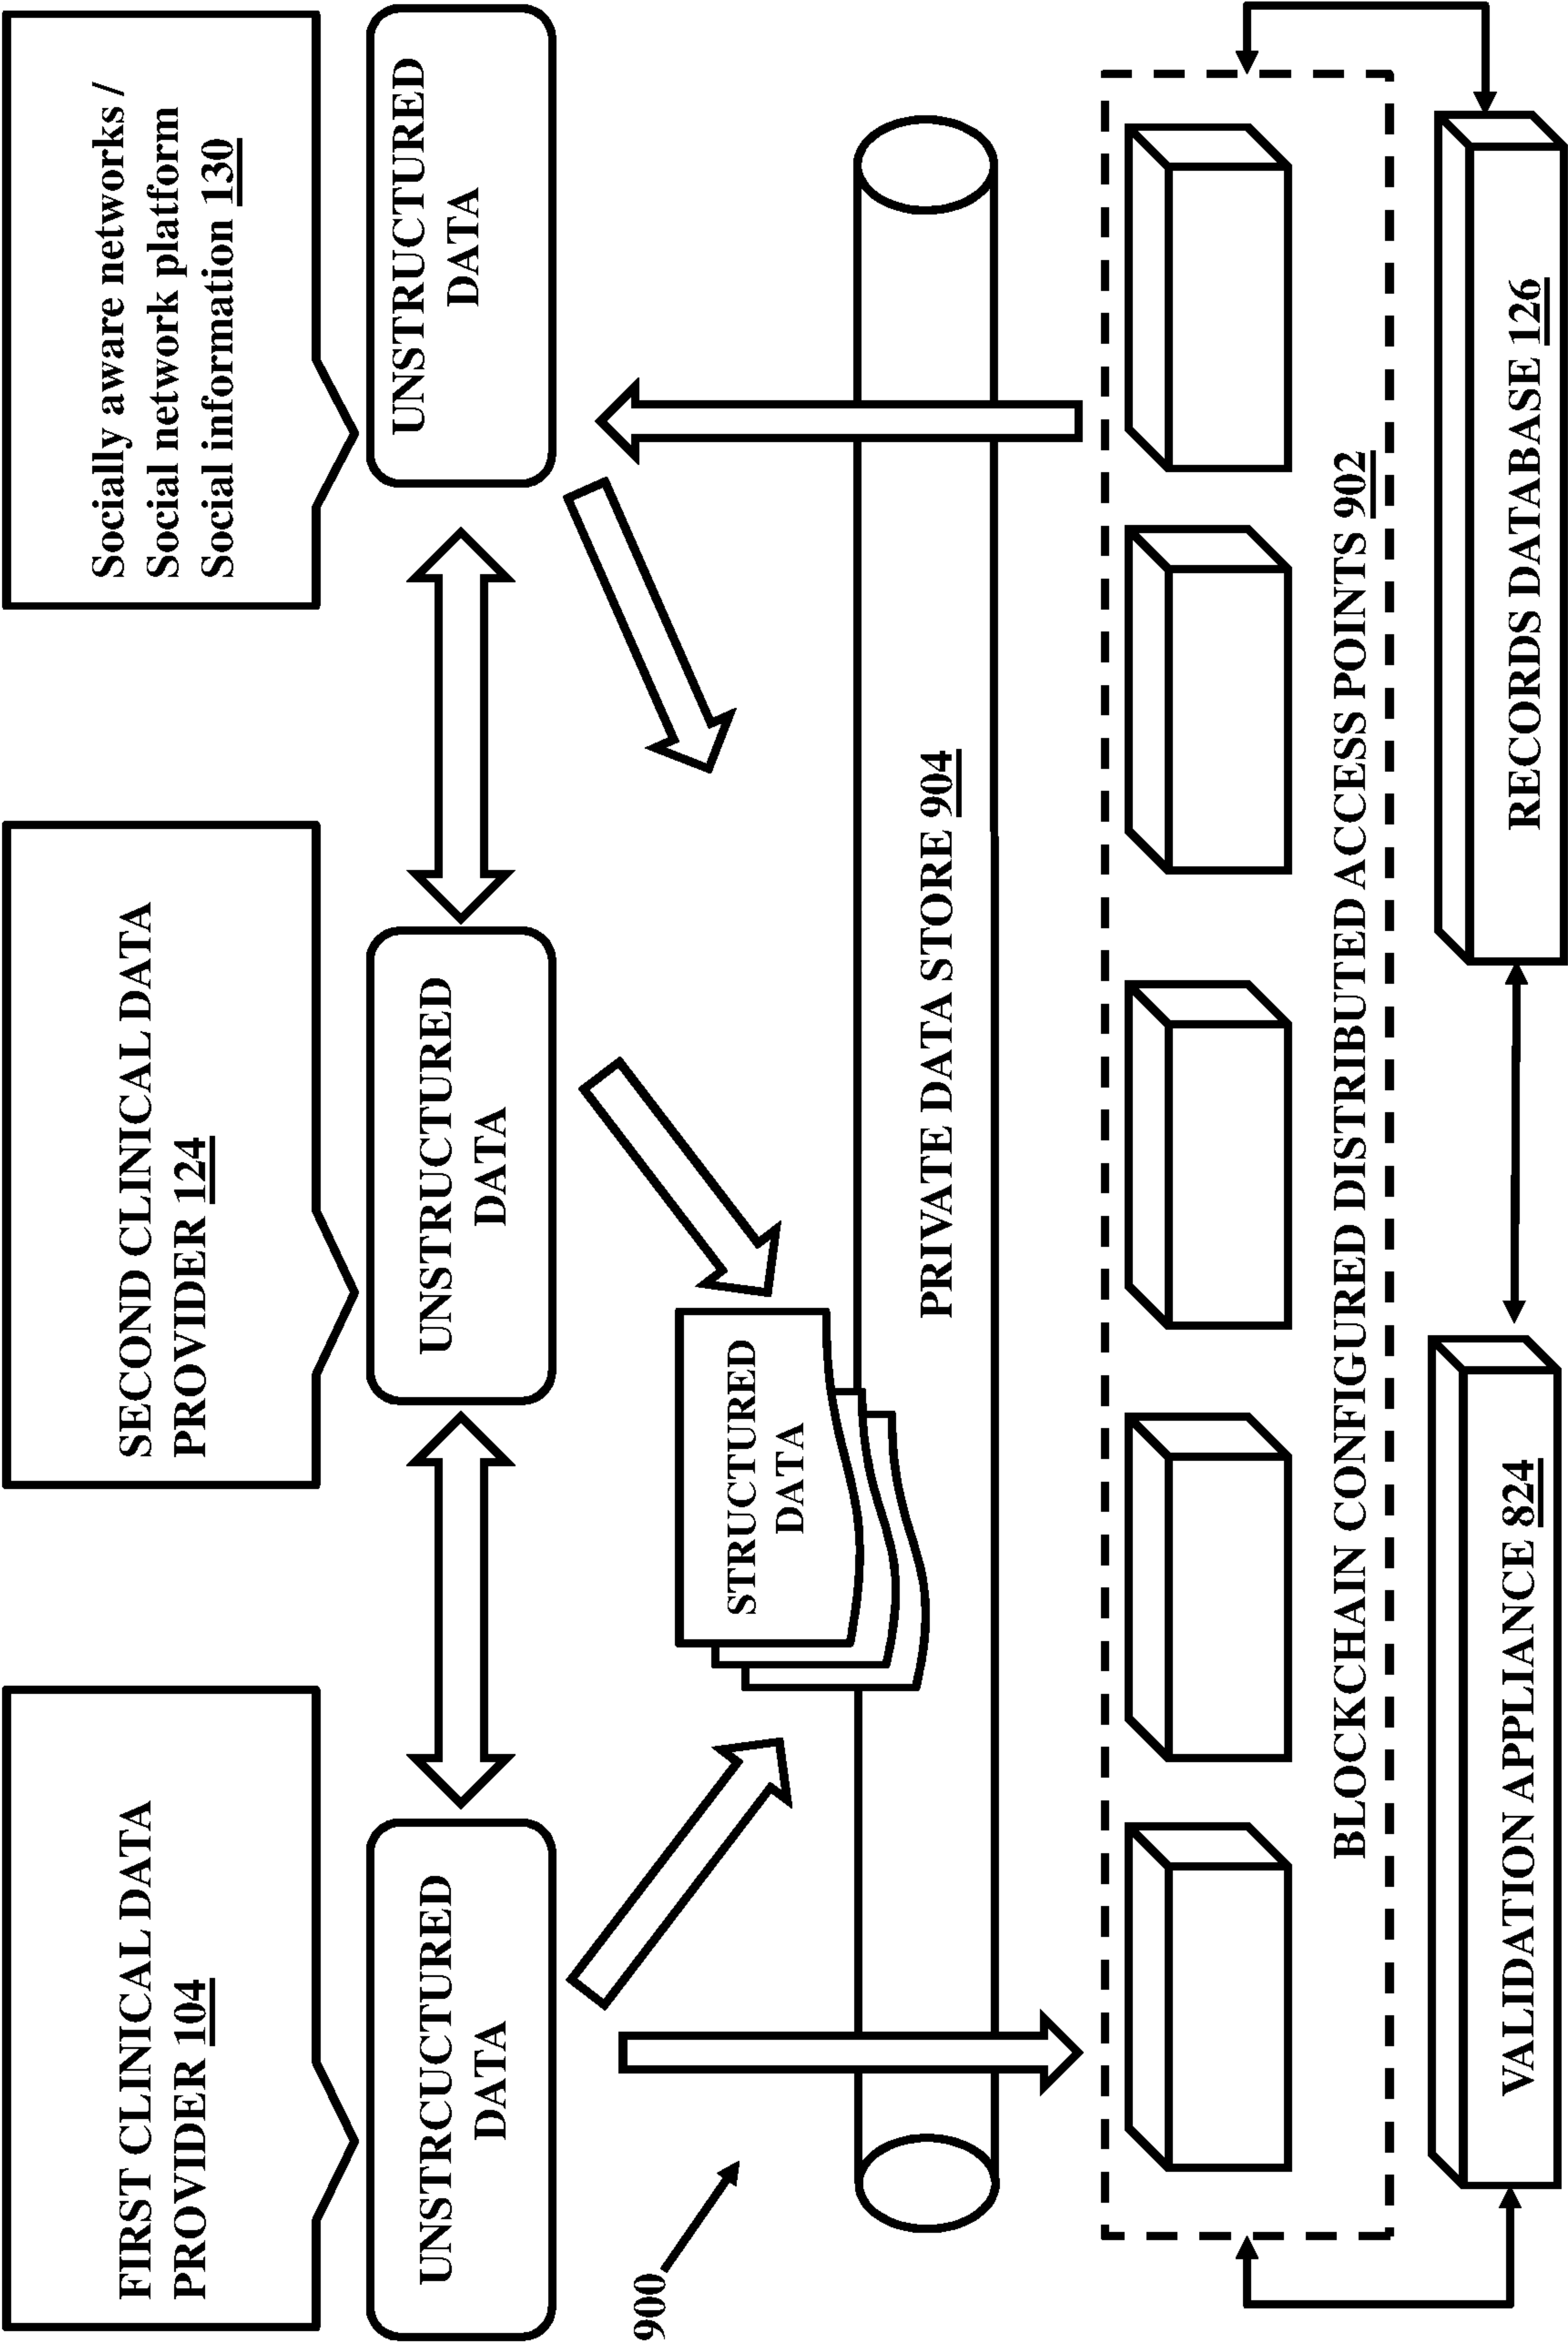 FIRST CLINICAL DATA
PROVIDER 104
SECOND CLINICAL DATA
PROVIDER 124
Socially aware networks /
Social network platform
Social information 130
UNSTRCUCTURED
DATA
UNSTRUCTURED
DATA
UNSTRUCTURED
DATA
900
STRUCTURED
DATA
PRIVATE DATA STORE 904
BLOCKCHAIN CONFIGURED DISTRIBUTED ACCESS POINTS 902
VALIDATION APPLIANCE 824
RECORDS DATABASE 126